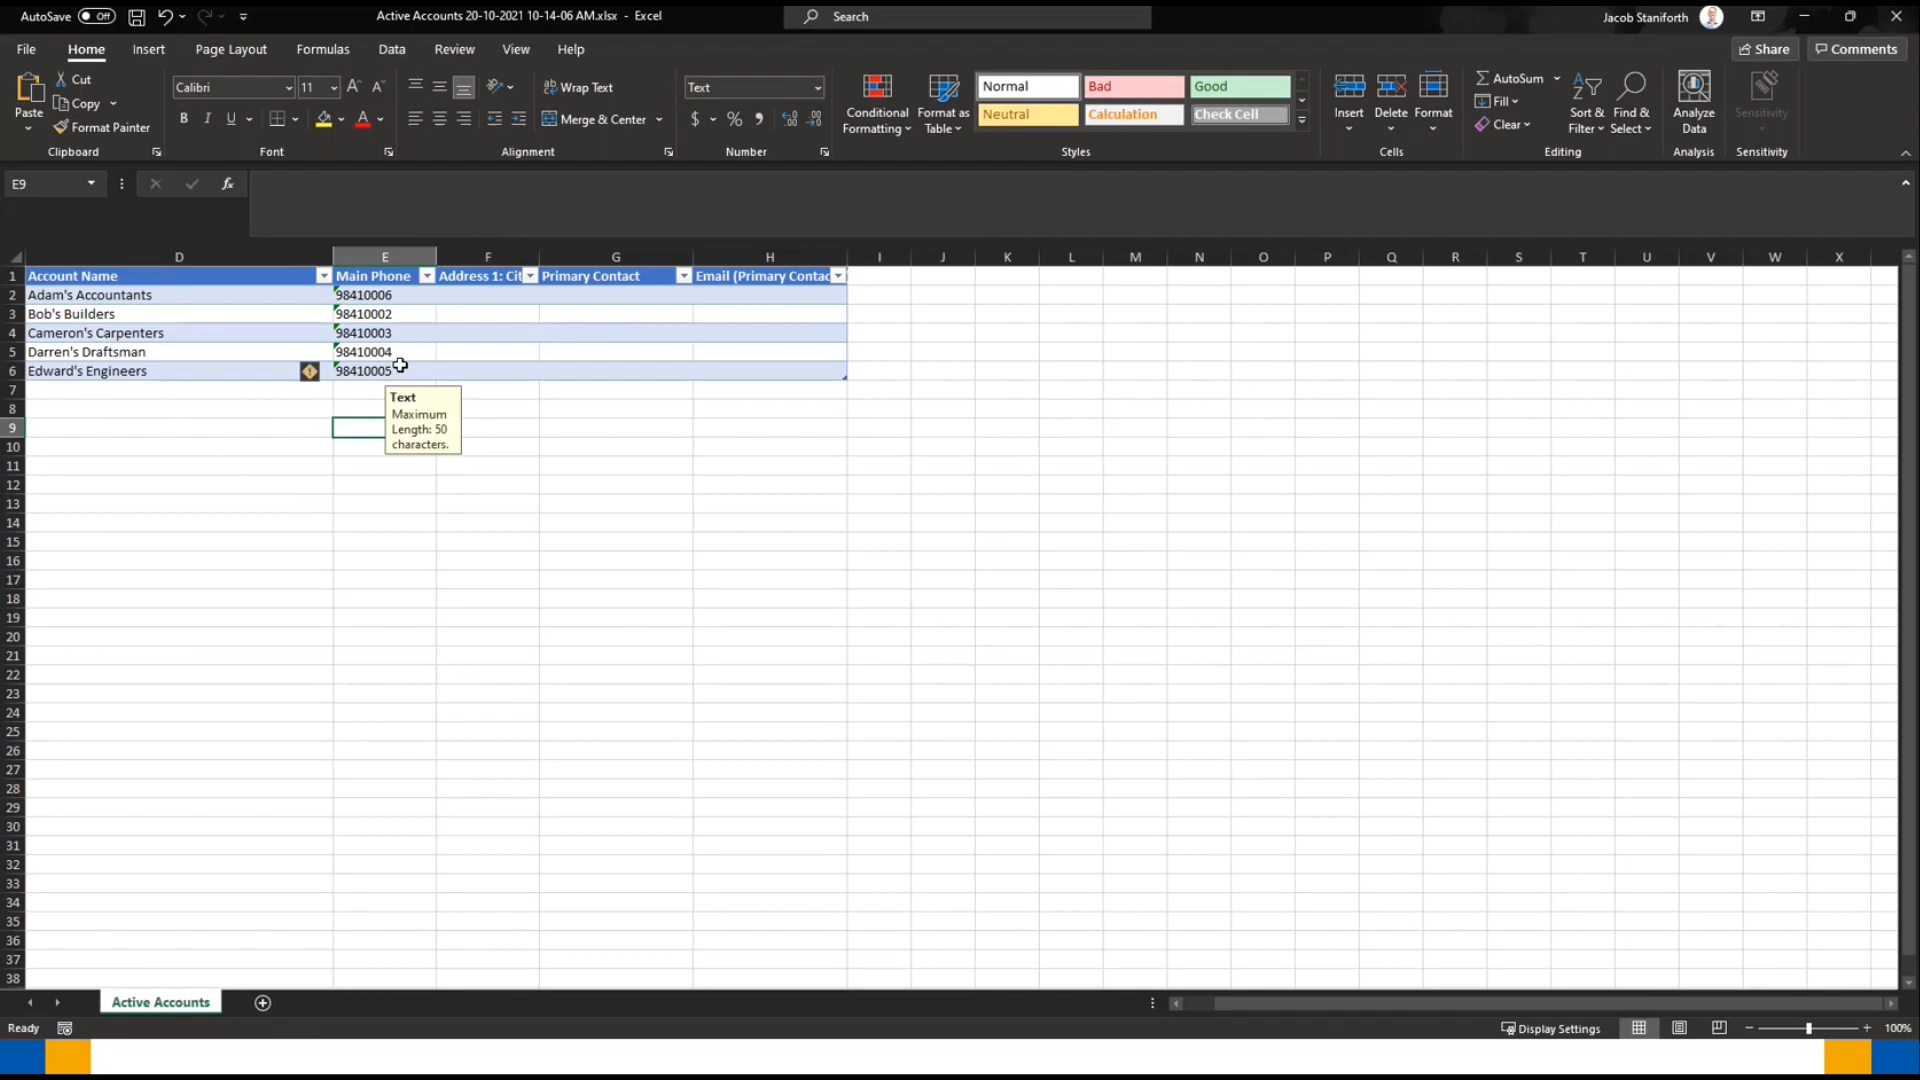 AutoSave Off Active Accounts 20-10-2021 10-14-06 AM.xlsx - Excel Search Jacob Staniforth
File Home Insert Page Layout Formulas Data Review View Help Share Comments
Paste Cut Copy Format Painter
Calibri 11
B I U
Wrap Text
Merge & Center
Text
$ % 9
Conditional Formatting
Format as Table
Normal Bad Good
Neutral Calculation Check Cell
Insert Delete Format
AutoSum
Fill
Clear
Sort & Filter
Find & Select
Analyze Data
Sensitivity
Clipboard Font Alignment Number Styles Cells Editing Analysis Sensitivity
E9 fx
D E F G H I J K L M N O P Q R S T U V W X
1 Account Name Main Phone Address 1: Cit Primary Contact Email (Primary Contac
2 Adam's Accountants 98410006
3 Bob's Builders 98410002
4 Cameron's Carpenters 98410003
5 Darren's Draftsman 98410004
6 Edward's Engineers 98410005
7
8
9
10
11
12
13
14
15
16
17
18
19
20
21
22
23
24
25
26
27
28
29
30
31
32
33
34
35
36
37
38
Text
Maximum
Length: 50
characters.
Active Accounts
Ready Display Settings 100%